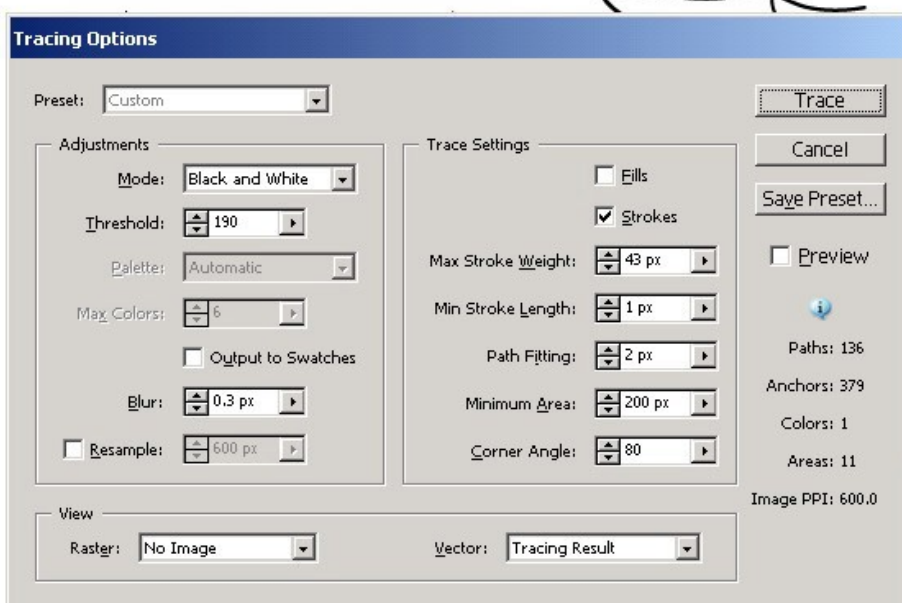 Tracing Options
Preset: Custom
Adjustments
Mode: Black and White
Threshold: 190
Palette: Automatic
Max Colors: 6
Output to Swatches
Blur: 0.3 px
Resample: 600 px
Trace Settings
Fills
Strokes
Max Stroke Weight: 43 px
Min Stroke Length: 1 px
Path Fitting: 2 px
Minimum Area: 200 px
Corner Angle: 80
Trace
Cancel
Save Preset...
Preview
Paths: 136
Anchors: 379
Colors: 1
Areas: 11
Image PPI: 600.0
View
Raster: No Image
Vector: Tracing Result